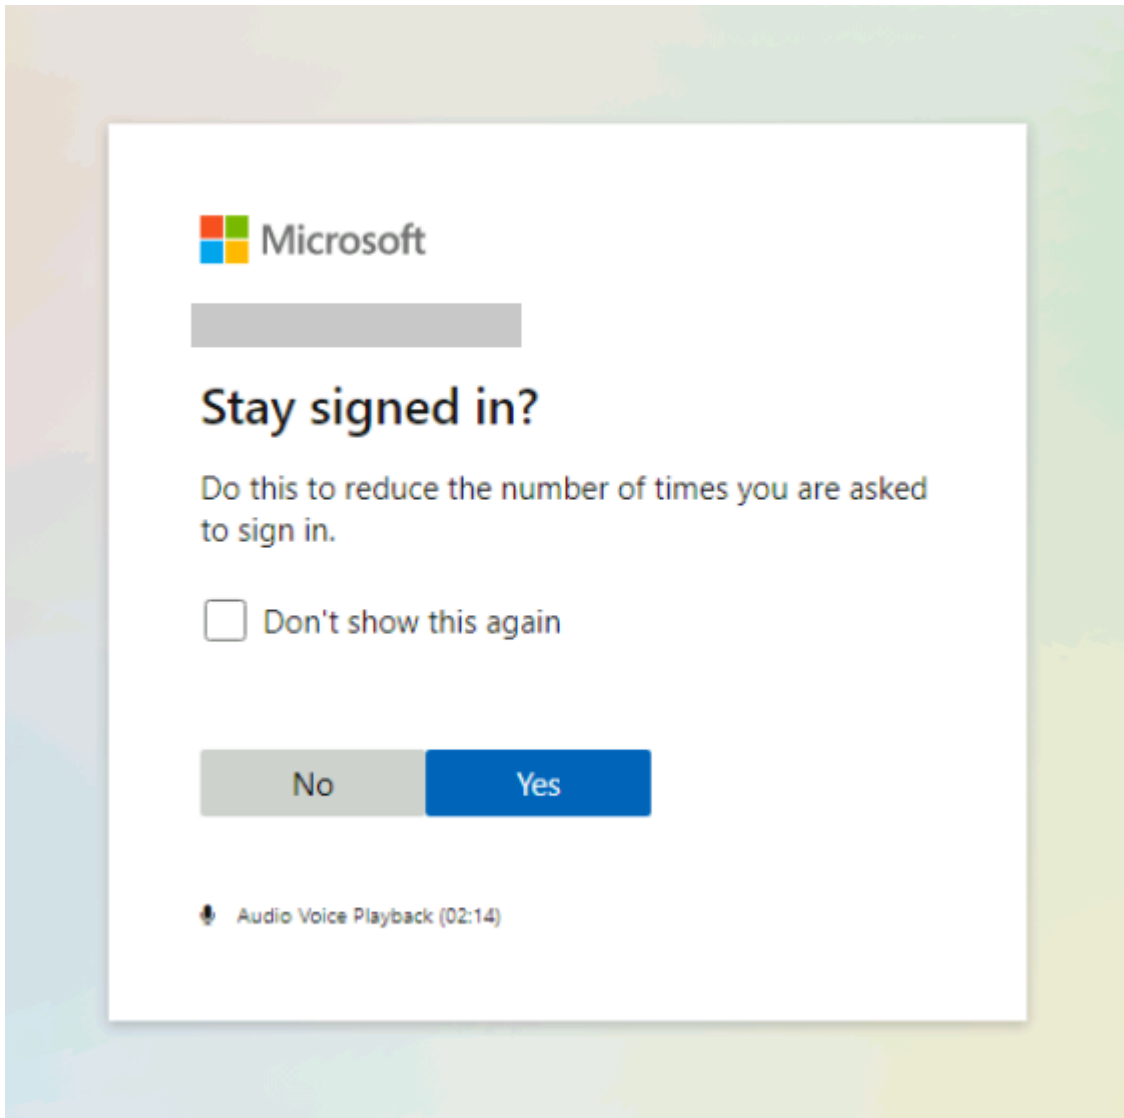 Microsoft
Stay signed in?
Do this to reduce the number of times you are asked
to sign in.
Don't show this again
No Yes
Audio Voice Playback (02:14)